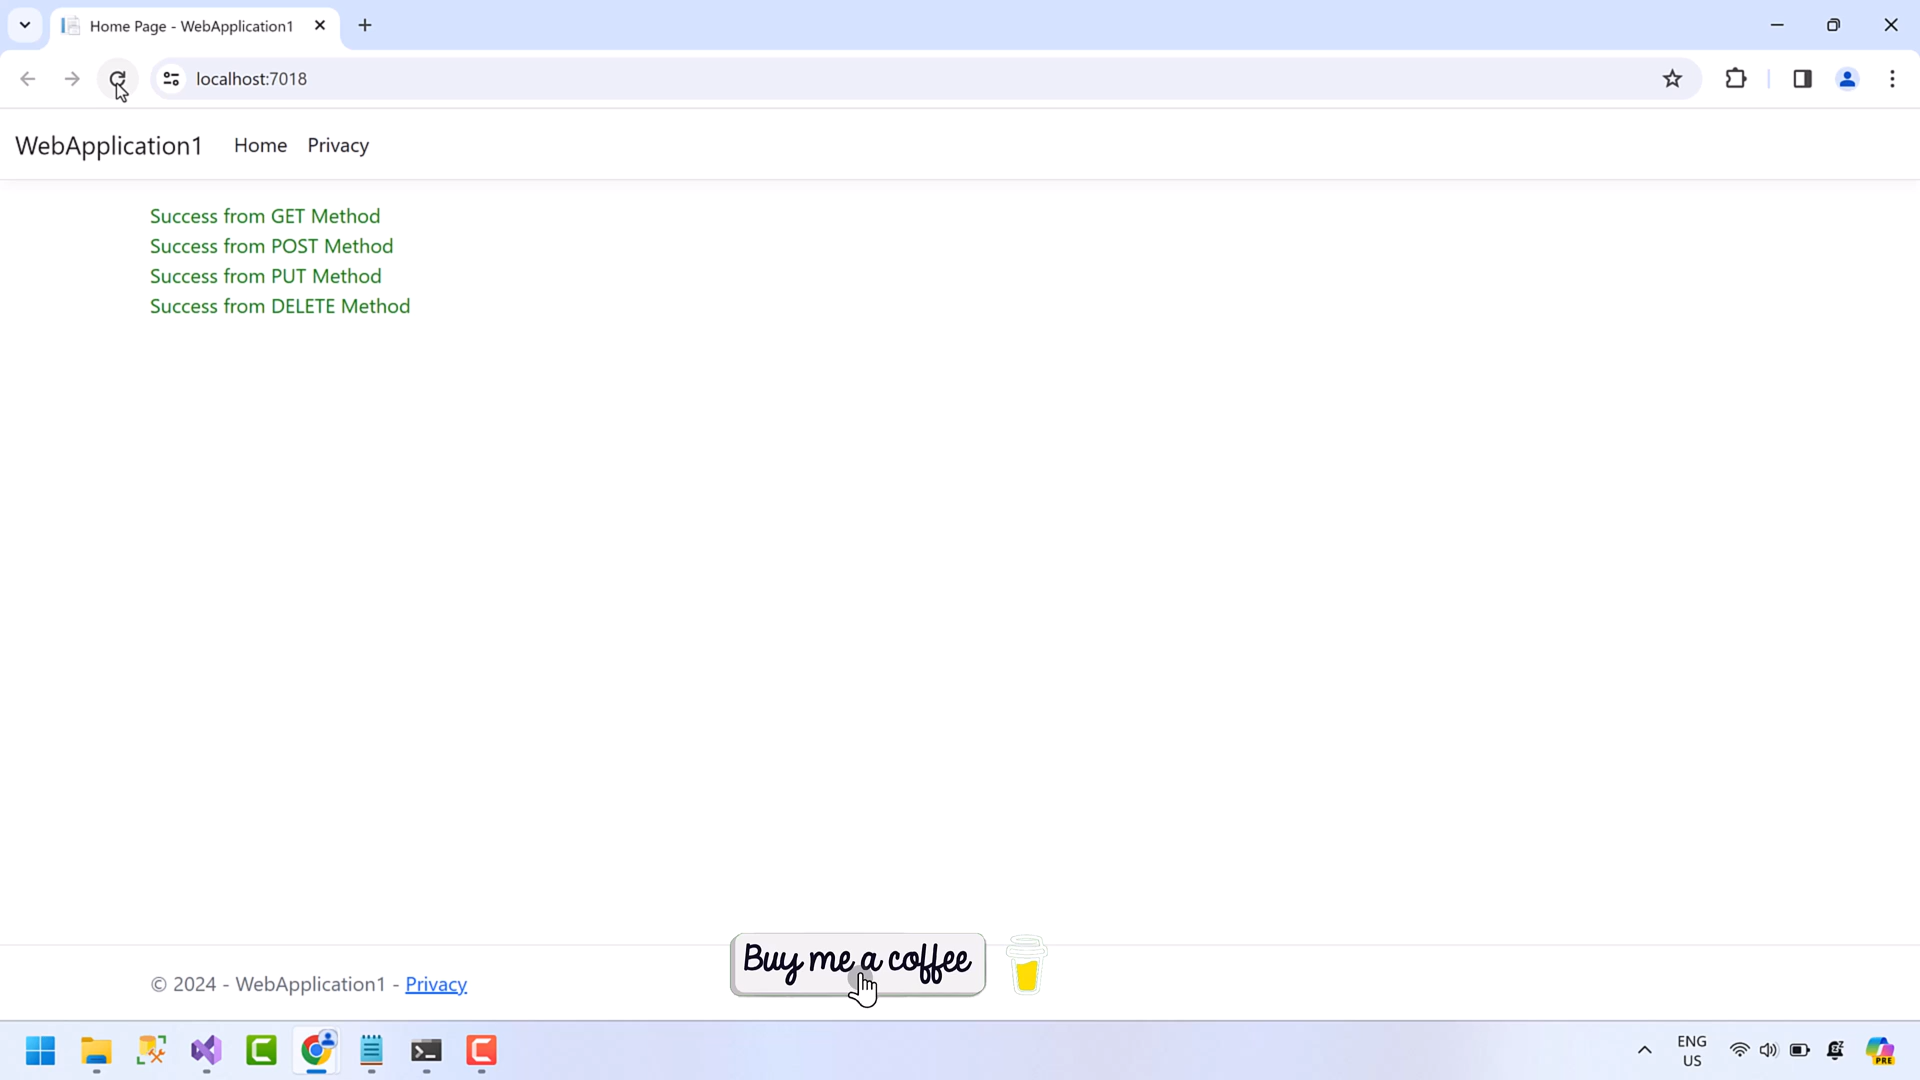 Home Page - WebApplication1
localhost:7018
WebApplication1 Home Privacy
Success from GET Method
Success from POST Method
Success from PUT Method
Success from DELETE Method
Buy me a coffee
© 2024 - WebApplication1 - Privacy
ENG
US
PRE